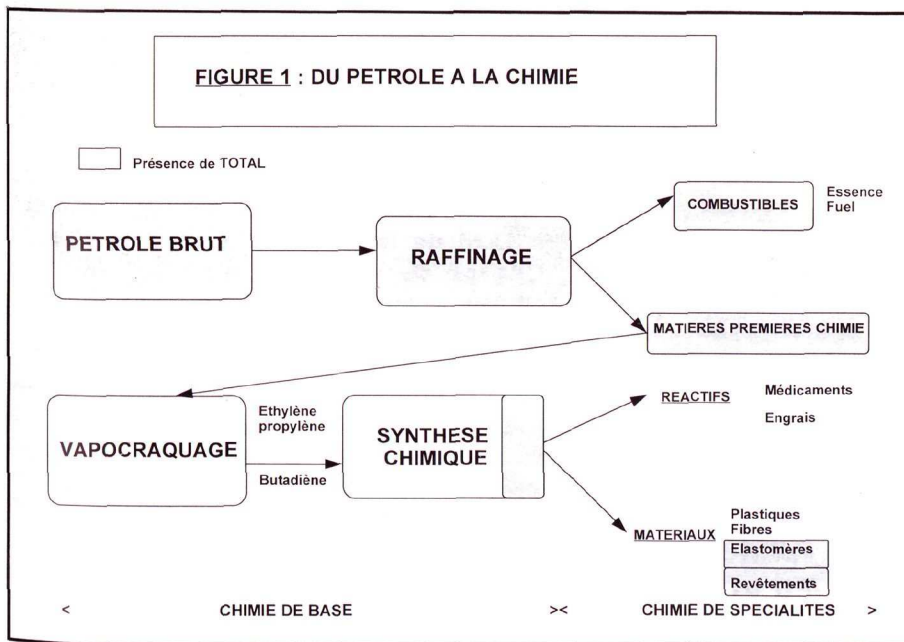 FIGURE 1 : DU PETROLE A LA CHIMIE
Présence de TOTAL
PETROLE BRUT
RAFFINAGE
COMBUSTIBLES
Essence
Fuel
MATIERES PREMIERES CHIMIE
VAPOCRAQUAGE
Ethylène
propylène
Butadiène
SYNTHESE
CHIMIQUE
REACTIFS
Médicaments
Engrais
MATERIAUX
Plastiques
Fibres
Elastomères
Revêtements
< CHIMIE DE BASE >< CHIMIE DE SPECIALITES >